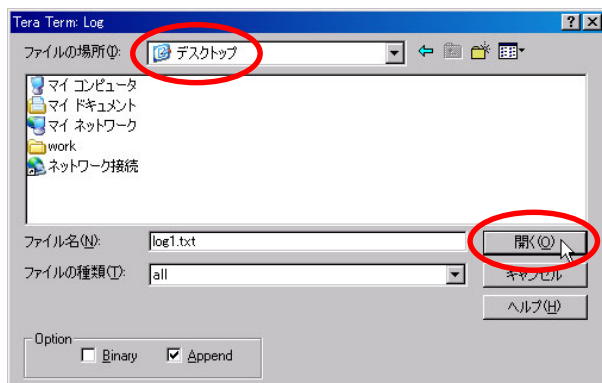 Tera Term: Log
ファイルの場所(I): デスクトップ
マイ コンピュータ
マイ ドキュメント
マイ ネットワーク
work
ネットワーク接続
ファイル名(N): log1.txt 開く(O)
ファイルの種類(T): all キャンセル
ヘルプ(H)
Option
Binary Append